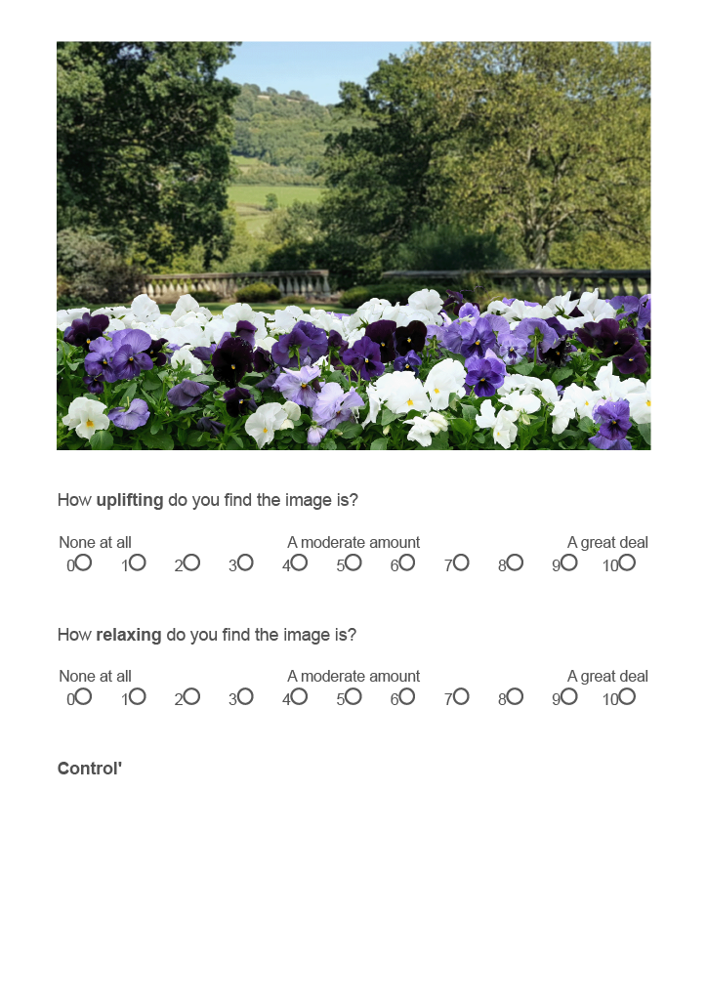 How uplifting do you find the image is?
None at all A moderate amount A great deal
0 1 2 3 4 5 6 7 8 9 10
How relaxing do you find the image is?
None at all A moderate amount A great deal
0 1 2 3 4 5 6 7 8 9 10
Control'